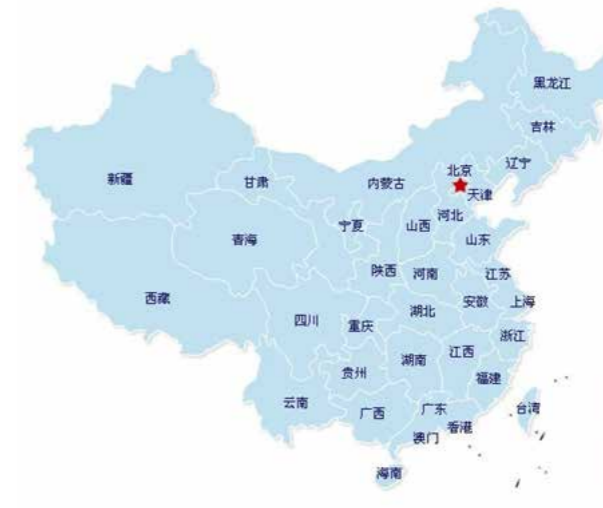 黑龙江
吉林
辽宁
北京
天津
内蒙古
新疆
甘肃
河北
宁夏
山西
青海
山东
陕西
河南
江苏
西藏
安徽
上海
湖北
四川
重庆
浙江
江西
湖南
贵州
福建
云南
广西
广东
台湾
香港
澳门
海南